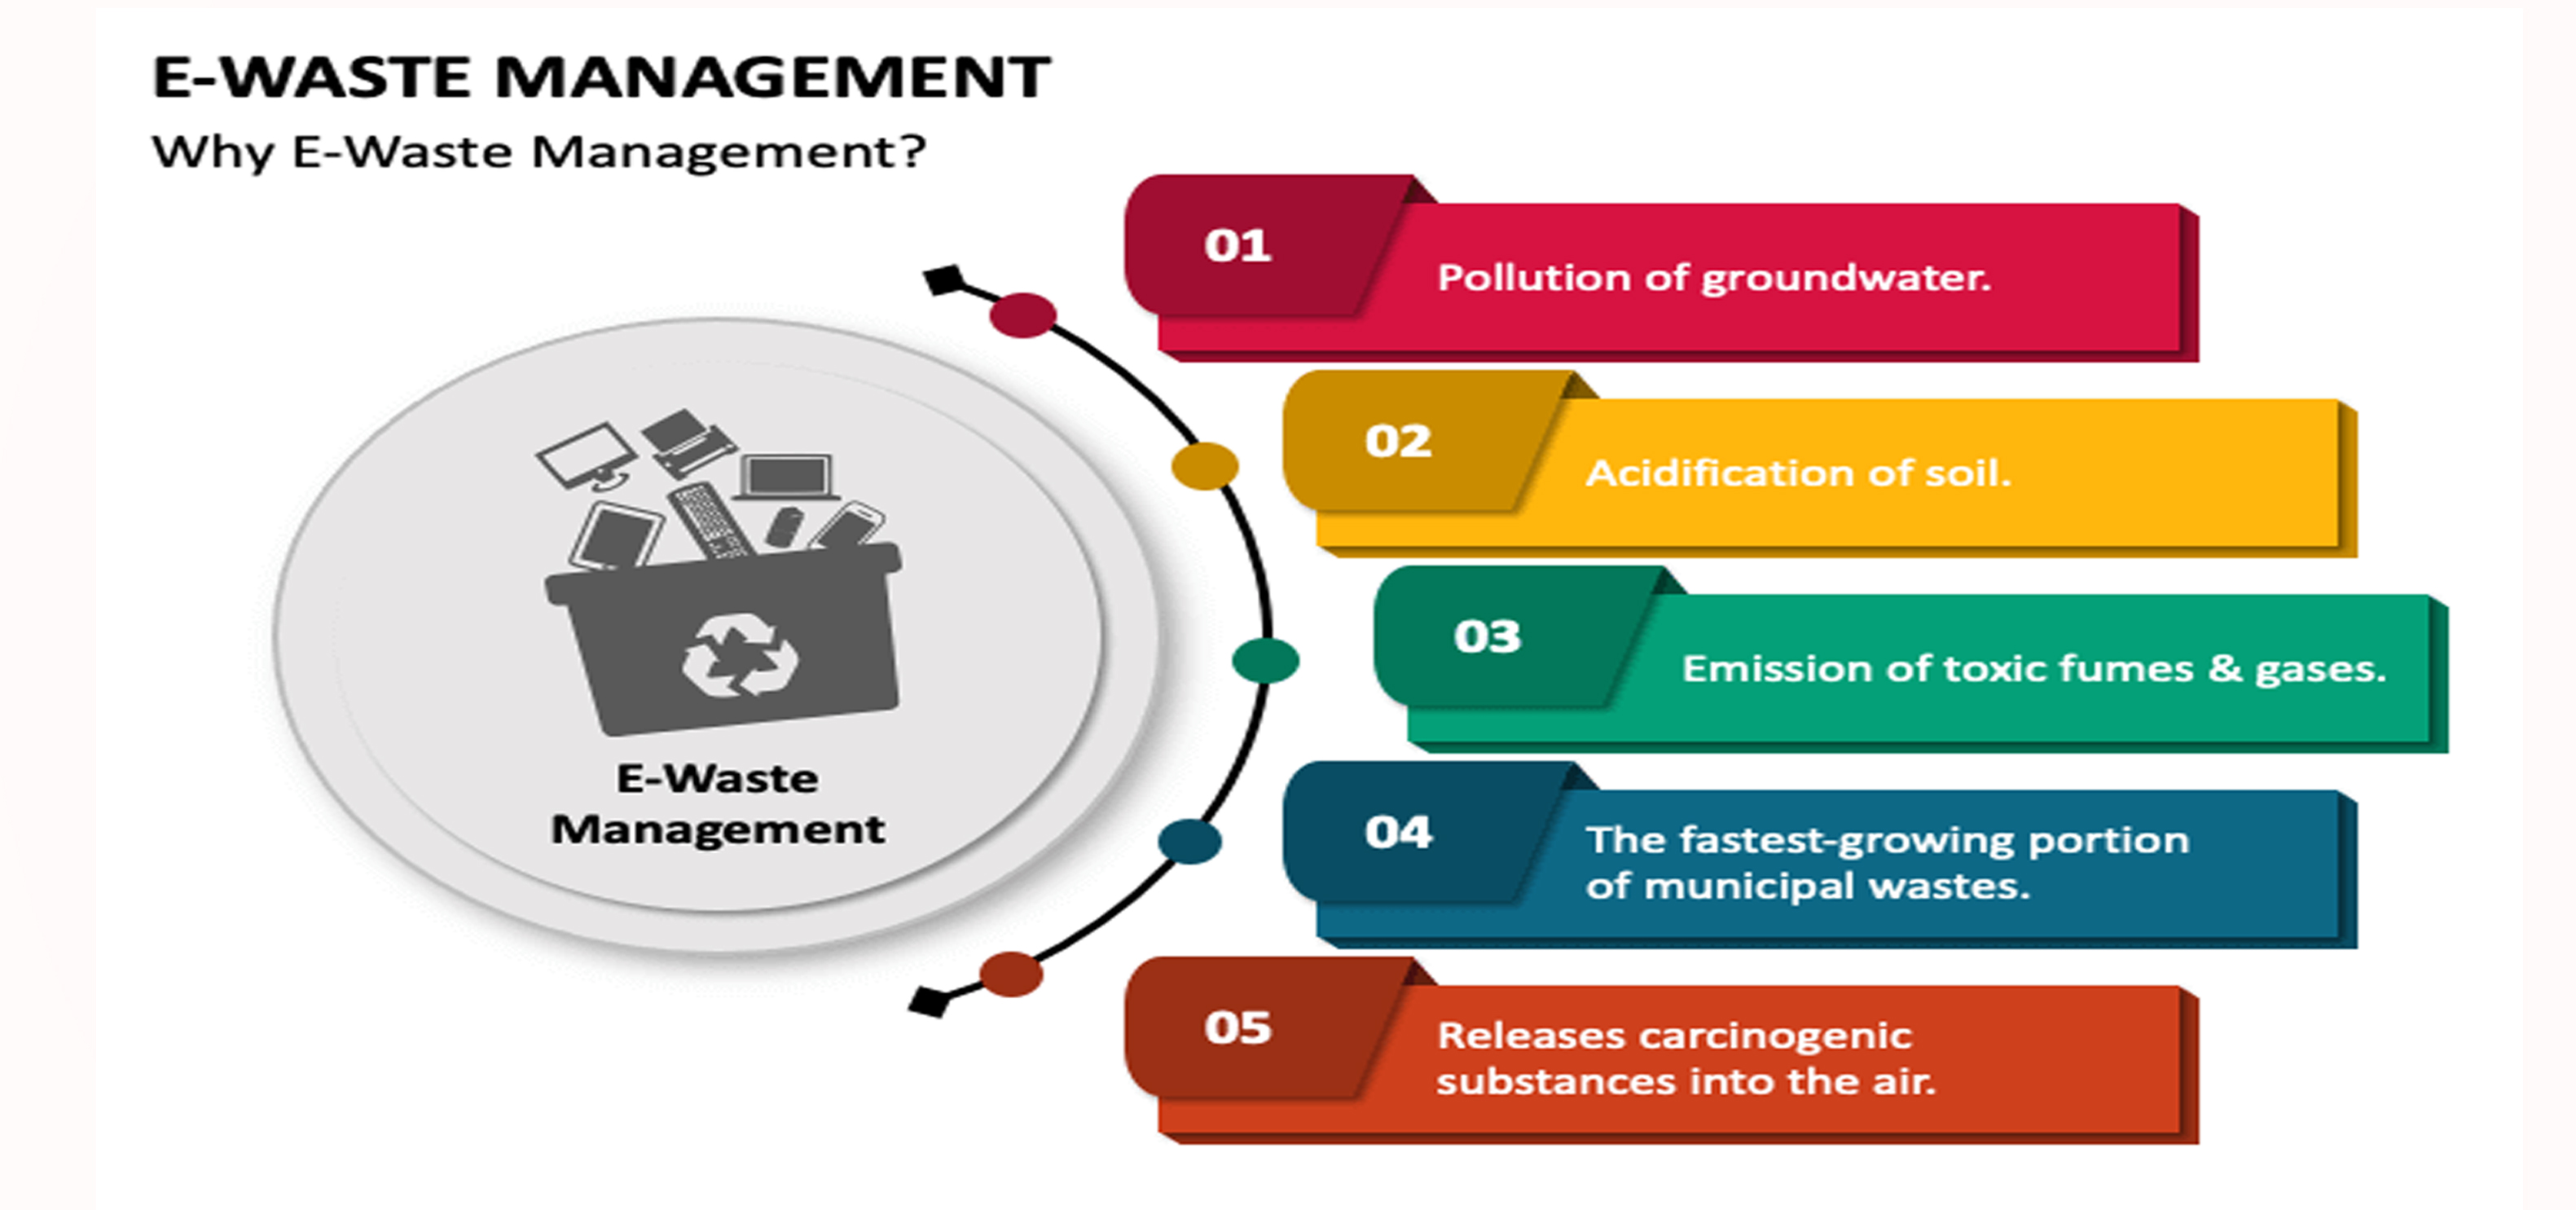 E-WASTE MANAGEMENT
Why E-Waste Management?
E-Waste
Management
01
Pollution of groundwater.
02
Acidification of soil.
03
Emission of toxic fumes & gases.
04
The fastest-growing portion
of municipal wastes.
05
Releases carcinogenic
substances into the air.